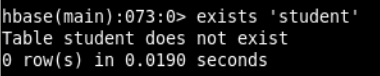 hbase(main):073:0> exists 'student'
Table student does not exist
0 row(s) in 0.0190 seconds